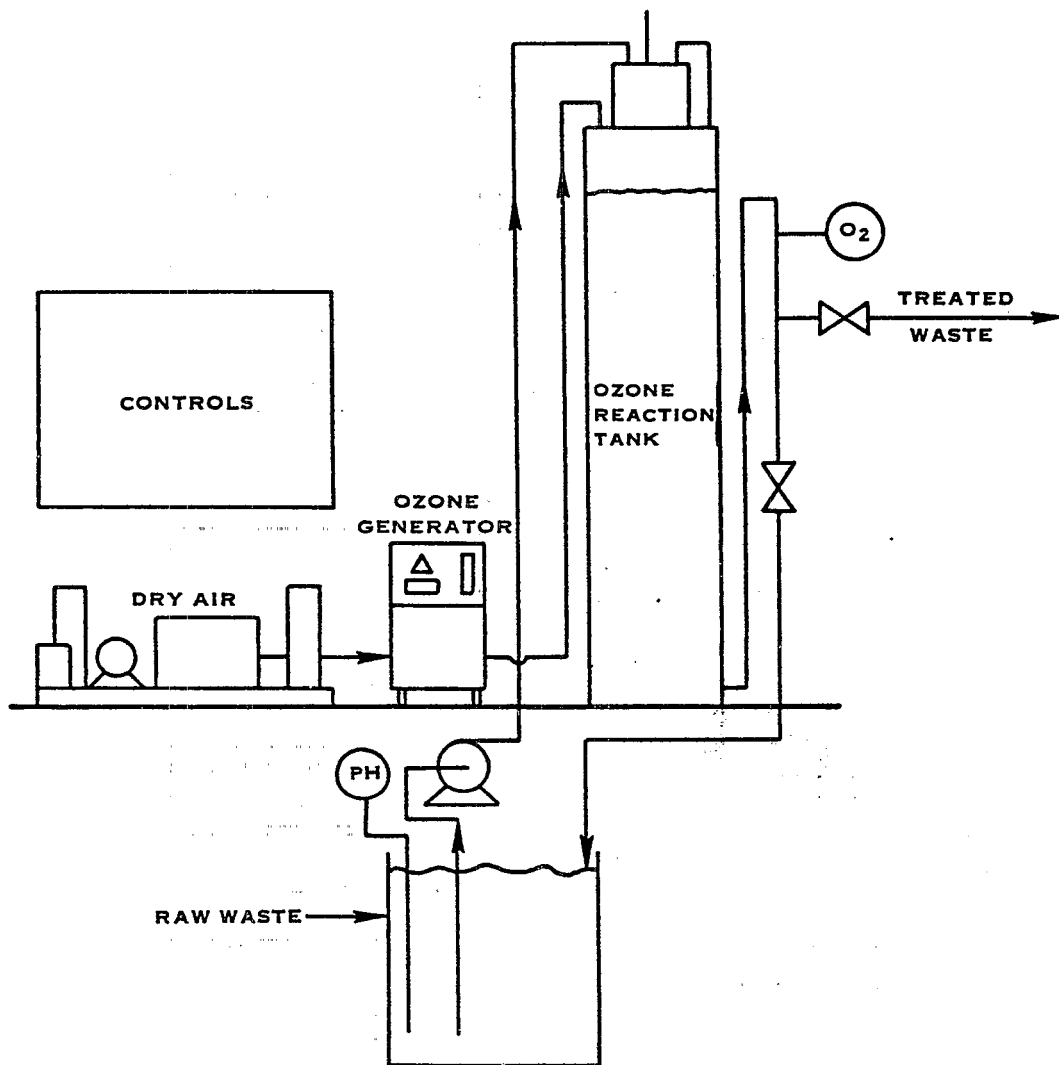 O2
TREATED
WASTE
CONTROLS
OZONE
REACTION
TANK
OZONE
GENERATOR
DRY AIR
PH
RAW WASTE